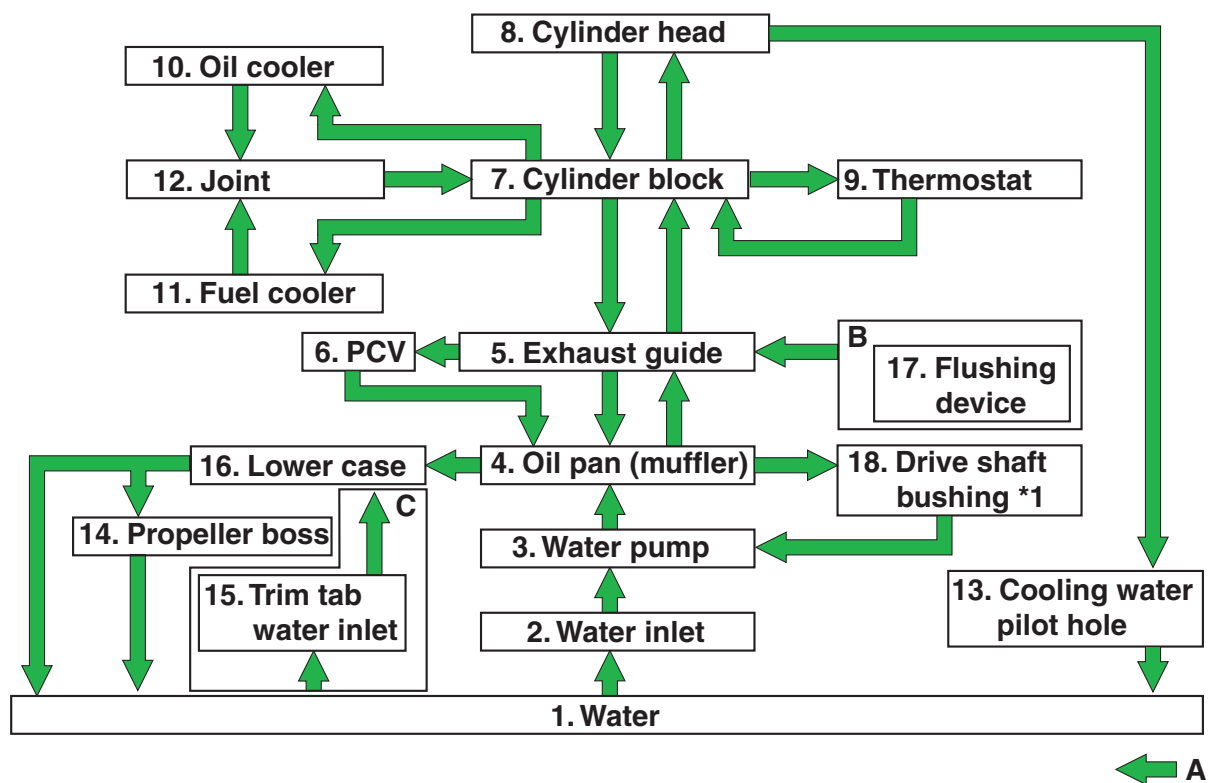 8. Cylinder head
10. Oil cooler
12. Joint
7. Cylinder block
9. Thermostat
11. Fuel cooler
6. PCV
5. Exhaust guide
B
17. Flushing
device
16. Lower case
4. Oil pan (muffler)
18. Drive shaft
bushing *1
C
14. Propeller boss
3. Water pump
15. Trim tab
water inlet
2. Water inlet
13. Cooling water
pilot hole
1. Water
A